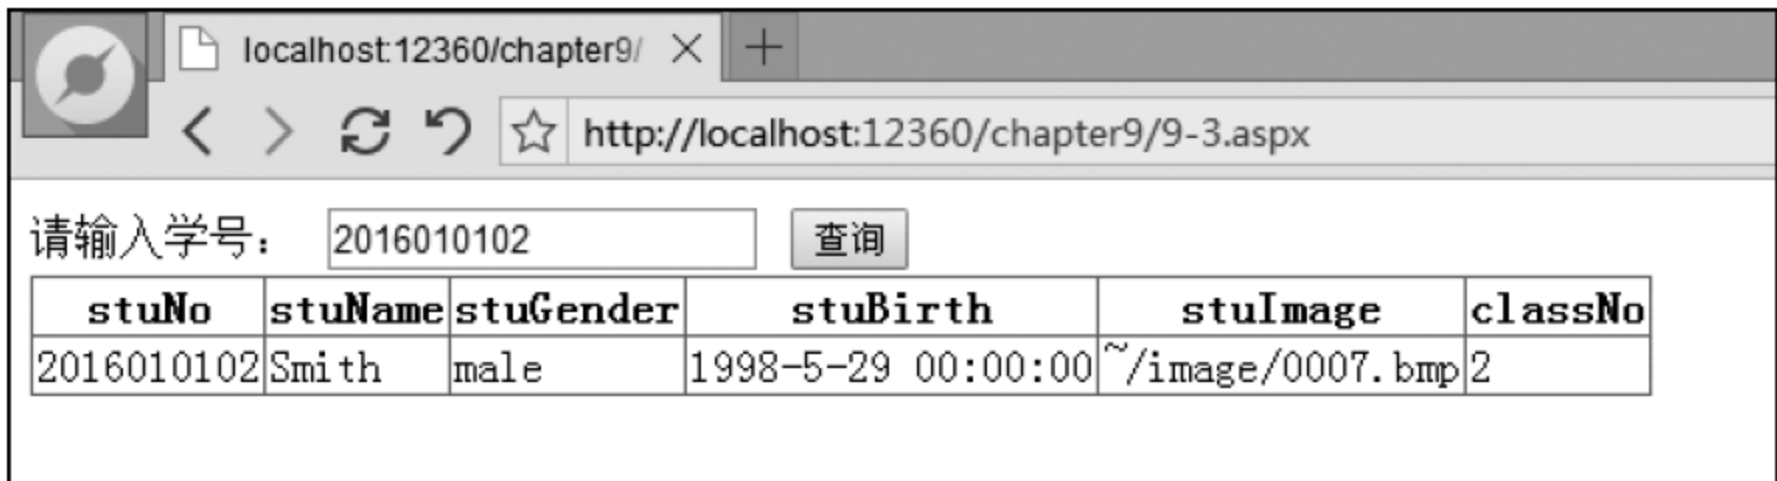 localhost:12360/chapter9/
http://localhost:12360/chapter9/9-3.aspx
请输入学号： 2016010102 查询
stuNo stuName stuGender stuBirth stuImage classNo
2016010102 Smith male 1998-5-29 00:00:00 ~/image/0007.bmp 2